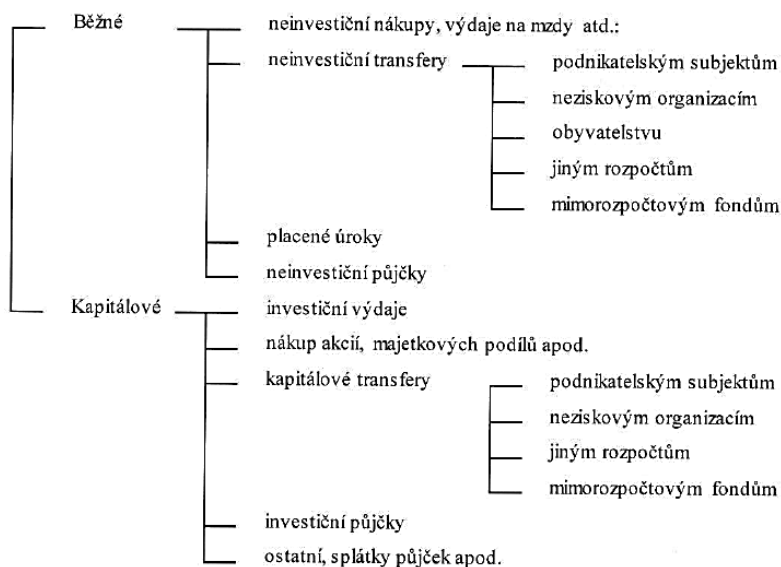 Běžné
neinvestiční nákupy, výdaje na mzdy atd.:
neinvestiční transfery
podnikatelským subjektům
neziskovým organizacím
obyvatelstvu
jiným rozpočtům
mimorozpočtovým fondům
placené úroky
neinvestiční půjčky
Kapitálové
investiční výdaje
nákup akcií, majetkových podílů apod.
kapitálové transfery
podnikatelským subjektům
neziskovým organizacím
jiným rozpočtům
mimorozpočtovým fondům
investiční půjčky
ostatní, splátky půjček apod.